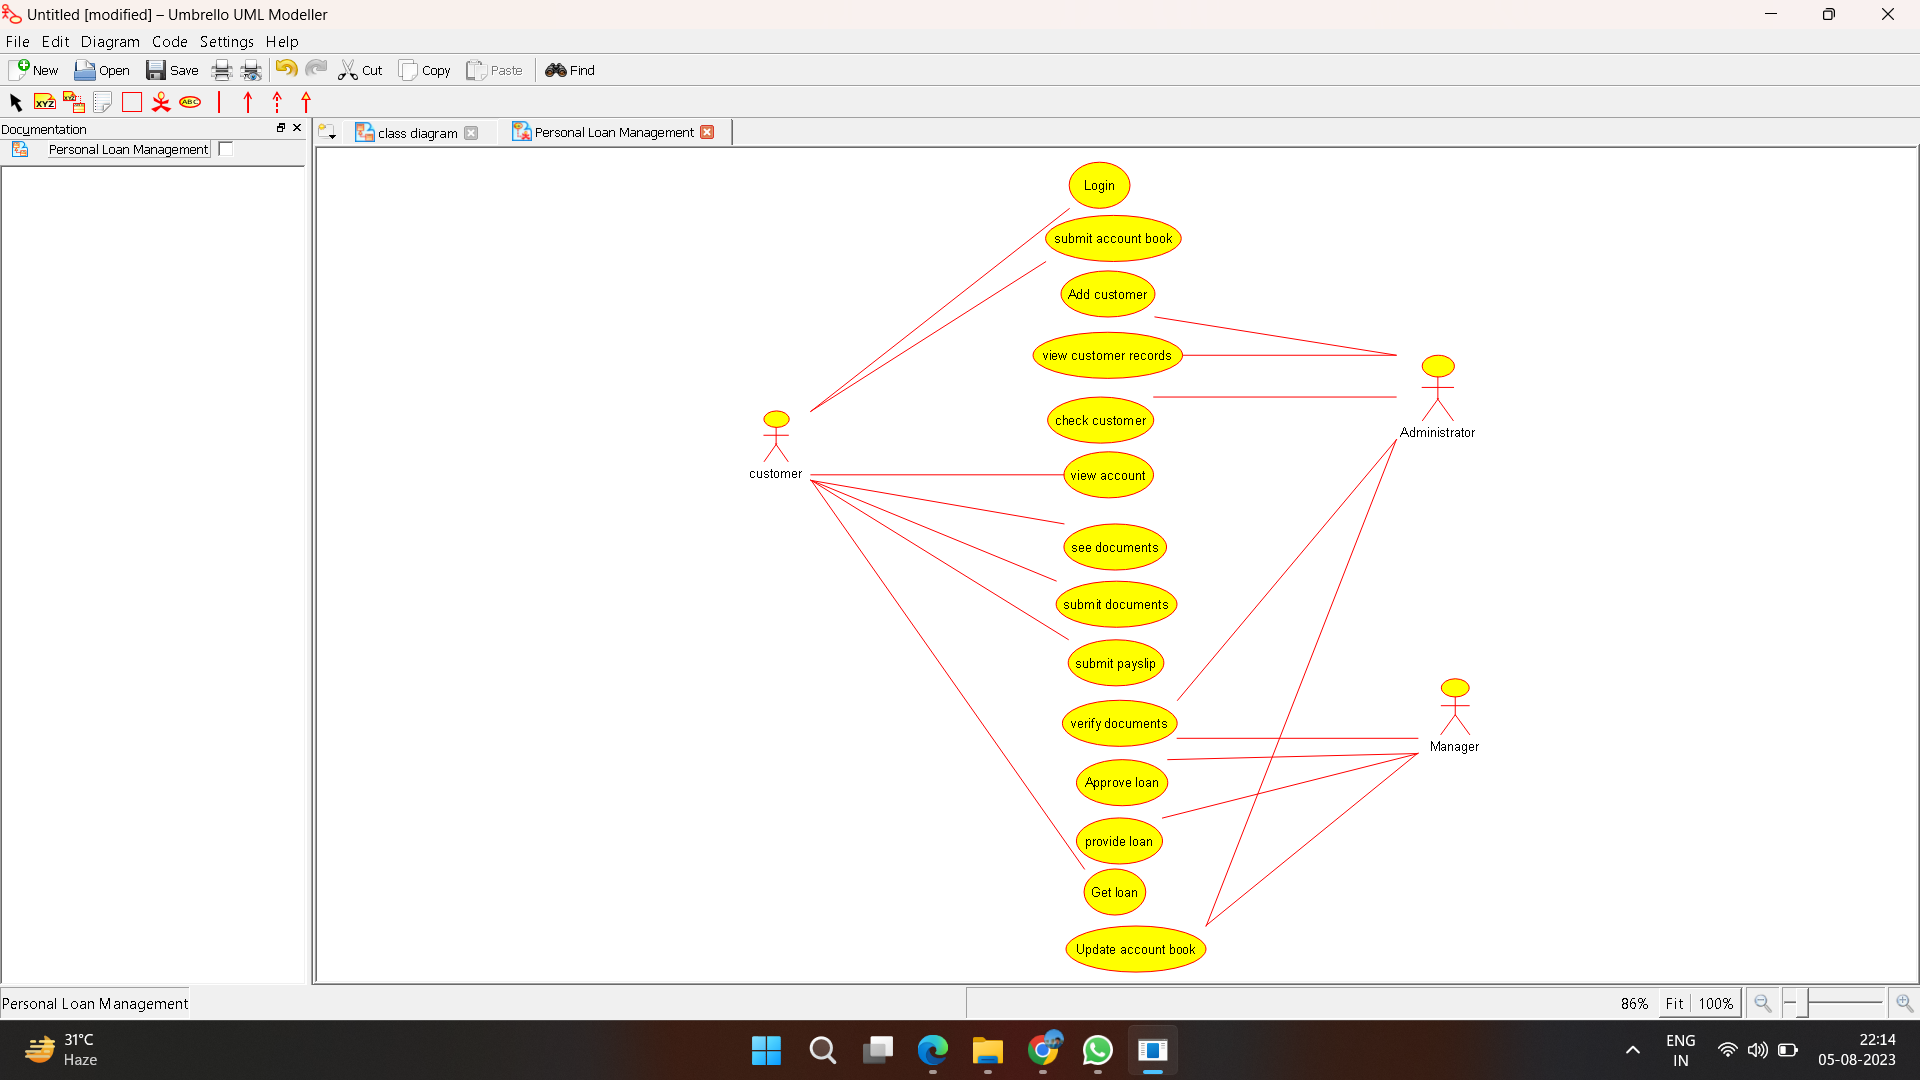 Untitled [modified] – Umbrello UML Modeller
File Edit Diagram Code Settings Help
New Open Save Cut Copy Paste Find
XYZ XYZ ABC
Documentation
Personal Loan Management
class diagram
Personal Loan Management
Login
submit account book
Add customer
view customer records
check customer
Administrator
customer
view account
see documents
submit documents
submit payslip
verify documents
Manager
Approve loan
provide loan
Get loan
Update account book
Personal Loan Management
86% Fit 100%
31°C
Haze
ENG
IN
22:14
05-08-2023